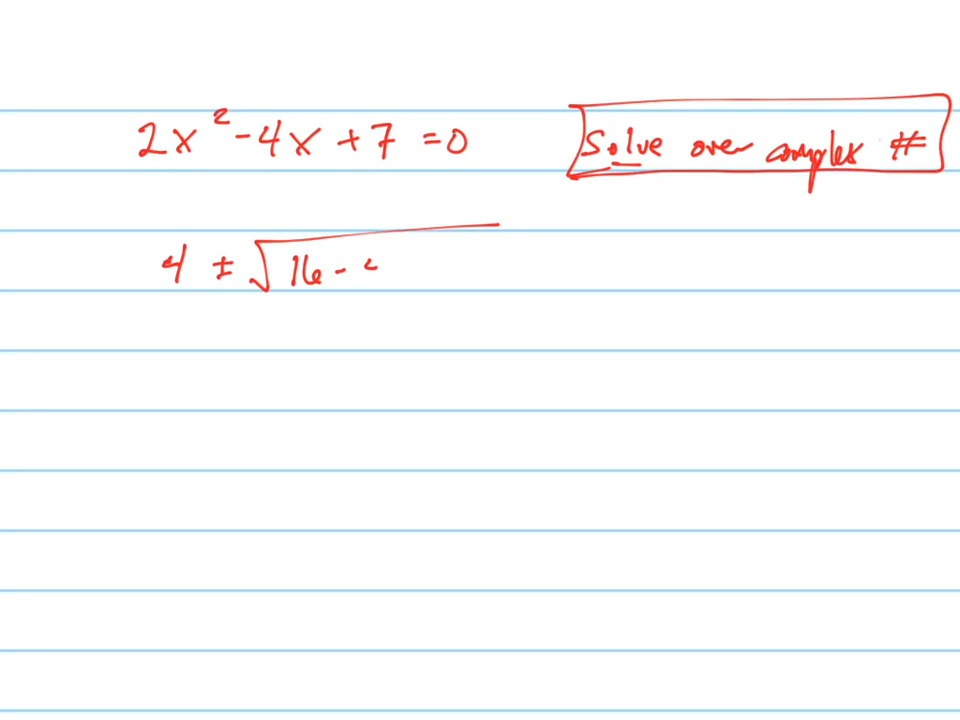 2x² - 4x + 7 = 0
Solve over complex #
4 ± √16 -